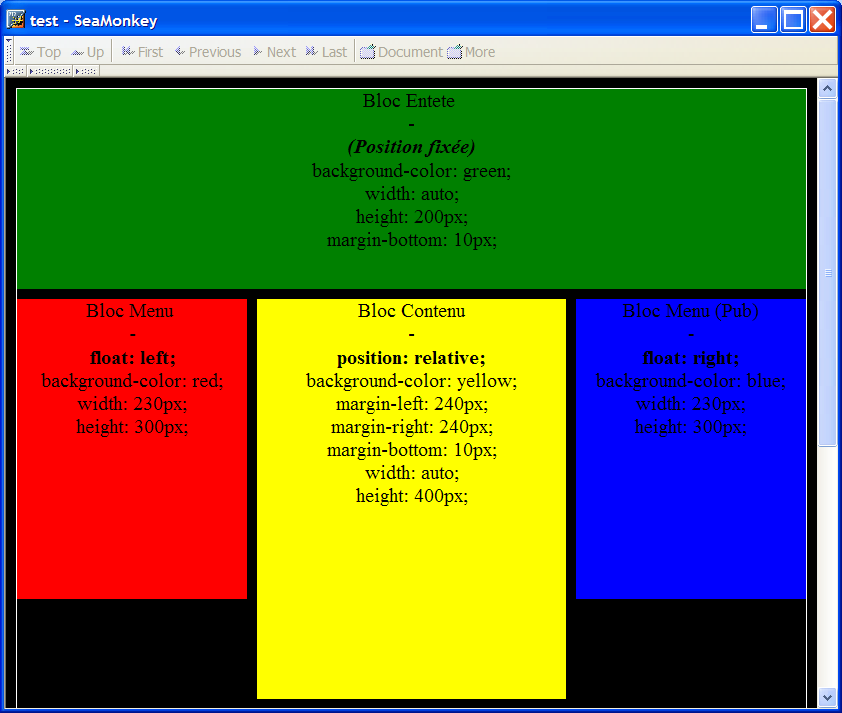 test - SeaMonkey
Top Up First Previous Next Last Document More
Bloc Entete
-
(Position fixée)
background-color: green;
width: auto;
height: 200px;
margin-bottom: 10px;
Bloc Menu
-
float: left;
background-color: red;
width: 230px;
height: 300px;
Bloc Contenu
-
position: relative;
background-color: yellow;
margin-left: 240px;
margin-right: 240px;
margin-bottom: 10px;
width: auto;
height: 400px;
Bloc Menu (Pub)
-
float: right;
background-color: blue;
width: 230px;
height: 300px;